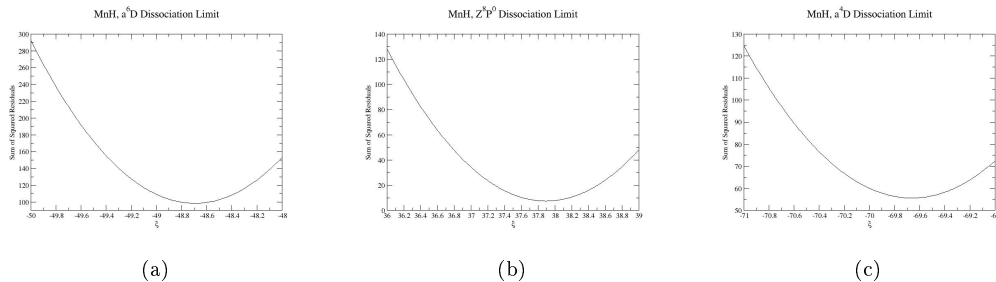 MnH, a⁶D Dissociation Limit
Sum of Squared Residuals
300
280
260
240
220
200
180
160
140
120
100
-50 -49.8 -49.6 -49.4 -49.2 -49 -48.8 -48.6 -48.4 -48.2 -48
ξ
(a)
MnH, Z⁸P⁰ Dissociation Limit
Sum of Squared Residuals
140
120
100
80
60
40
20
0
36 36.2 36.4 36.6 36.8 37 37.2 37.4 37.6 37.8 38 38.2 38.4 38.6 38.8 39
ξ
(b)
MnH, a⁴D Dissociation Limit
Sum of Squared Residuals
130
120
110
100
90
80
70
60
50
-71 -70.8 -70.6 -70.4 -70.2 -70 -69.8 -69.6 -69.4 -69.2 -6
ξ
(c)